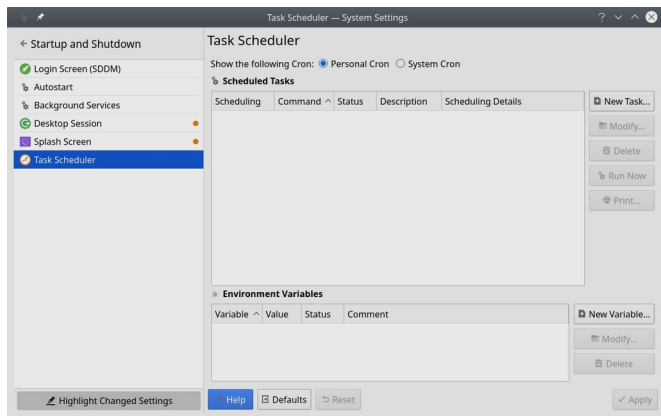 Task Scheduler — System Settings
Startup and Shutdown
Login Screen (SDDM)
Autostart
Background Services
Desktop Session
Splash Screen
Task Scheduler
Highlight Changed Settings
Task Scheduler
Show the following Cron: Personal Cron System Cron
Scheduled Tasks
Scheduling Command Status Description Scheduling Details
New Task...
Modify...
Delete
Run Now
Print...
Environment Variables
Variable Value Status Comment
New Variable...
Modify...
Delete
Help Defaults Reset Apply